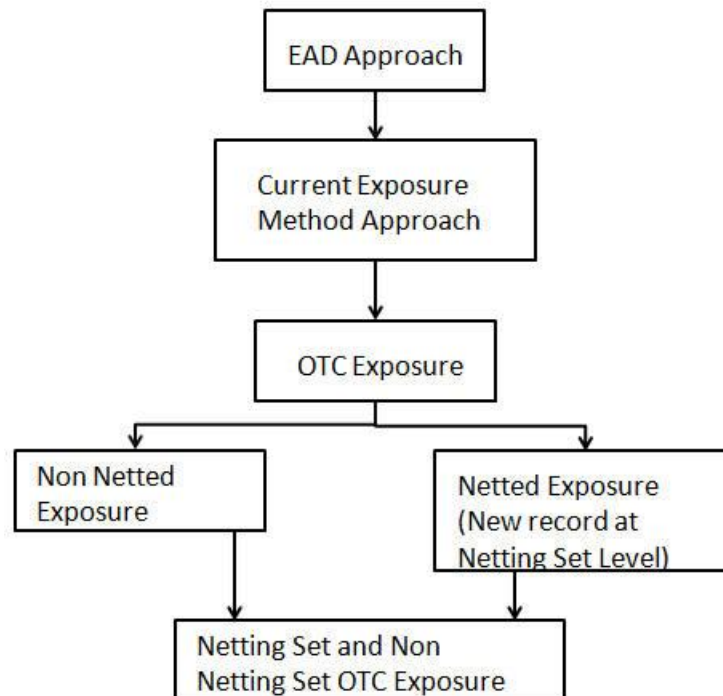 EAD Approach
Current Exposure
Method Approach
OTC Exposure
Non Netted
Exposure
Netted Exposure
(New record at
Netting Set Level)
Netting Set and Non
Netting Set OTC Exposure